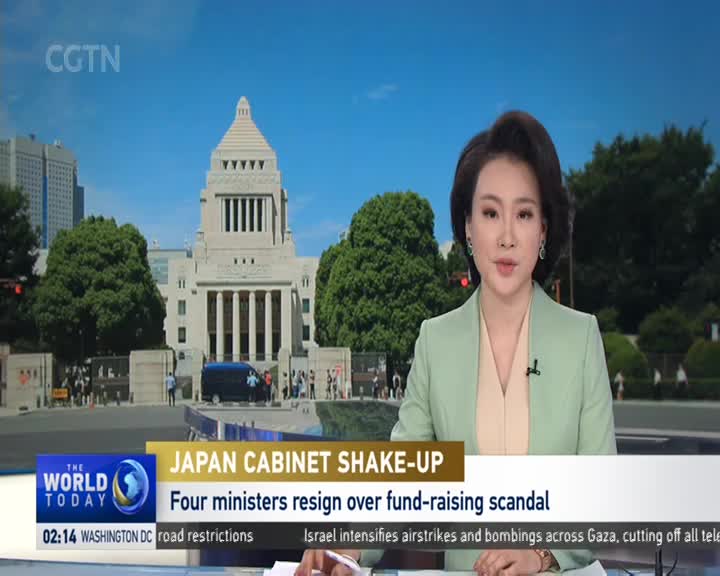 CGTN
JAPAN CABINET SHAKE-UP
THE
WORLD
TODAY
Four ministers resign over fund-raising scandal
02:14 WASHINGTON DC
road restrictions Israel intensifies airstrikes and bombings across Gaza, cutting off all tele